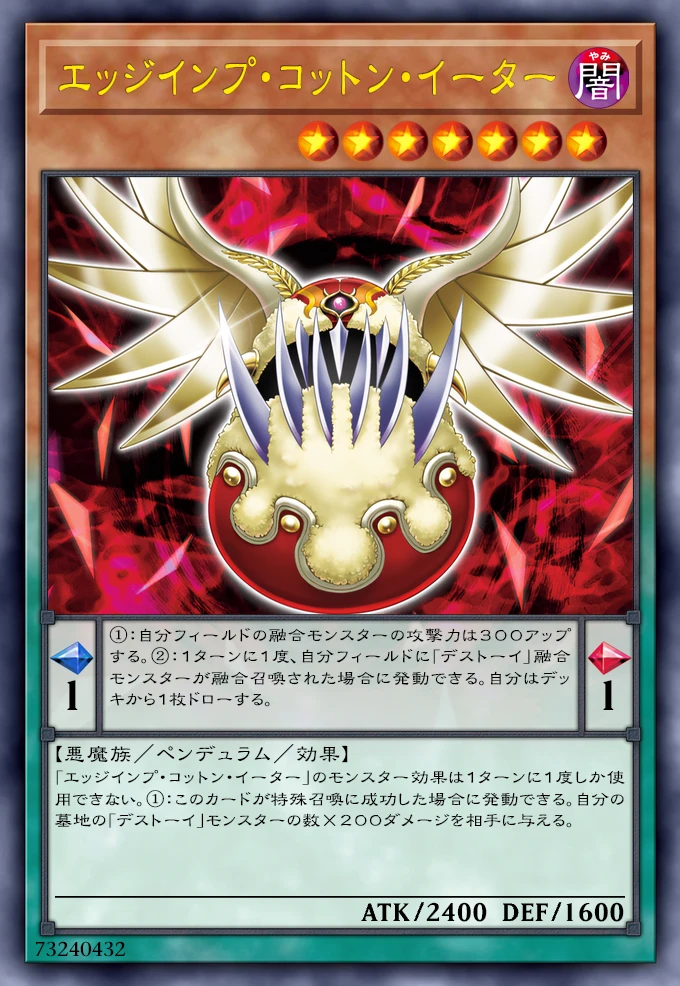 エッジインプ・コットン・イーター
やみ
闇
①:自分フィールドの融合モンスターの攻撃力は300アップ
する。②:1ターンに1度、自分フィールドに「デストーイ」融合
モンスターが融合召喚された場合に発動できる。自分はデッ
キから1枚ドローする。
1
1
【悪魔族/ペンデュラム/効果】
「エッジインプ・コットン・イーター」のモンスター効果は1ターンに1度しか使
用できない。①:このカードが特殊召喚に成功した場合に発動できる。自分の
墓地の「デストーイ」モンスターの数×200ダメージを相手に与える。
ATK/2400 DEF/1600
73240432